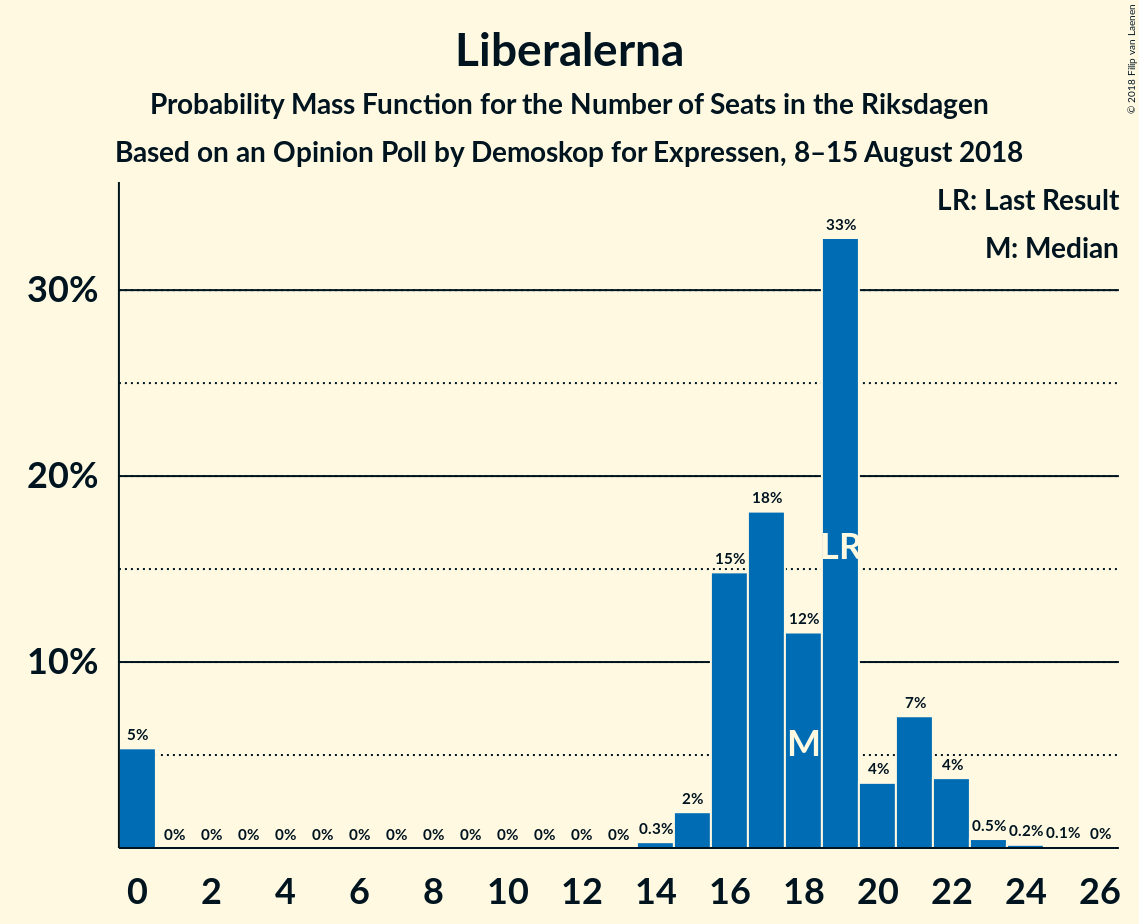 © 2018 Filip van Laenen
Liberalerna
Probability Mass Function for the Number of Seats in the Riksdagen
Based on an Opinion Poll by Demoskop for Expressen, 8–15 August 2018
LR: Last Result
M: Median
30%
20%
10%
5% 0% 0% 0% 0% 0% 0% 0% 0% 0% 0% 0% 0% 0% 0.3% 2% 15% 18% 12% 33% 4% 7% 4% 0.5% 0.2% 0.1% 0%
LR
M
0 2 4 6 8 10 12 14 16 18 20 22 24 26